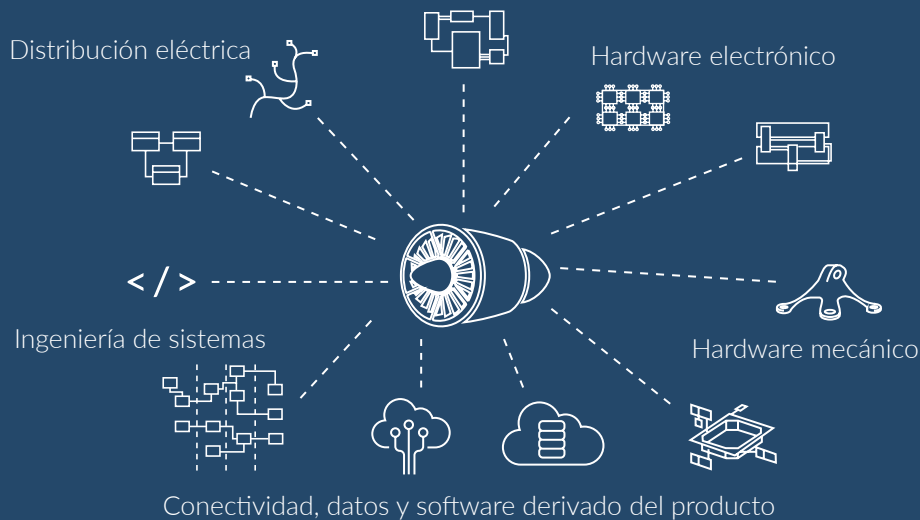 Distribución eléctrica
Hardware electrónico
</>
Ingeniería de sistemas
Hardware mecánico
Conectividad, datos y software derivado del producto